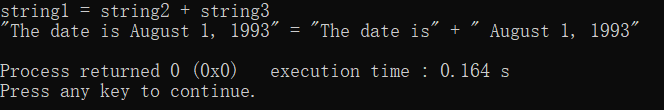 string1 = string2 + string3
"The date is August 1, 1993" = "The date is" + " August 1, 1993"
Process returned 0 (0x0)   execution time : 0.164 s
Press any key to continue.